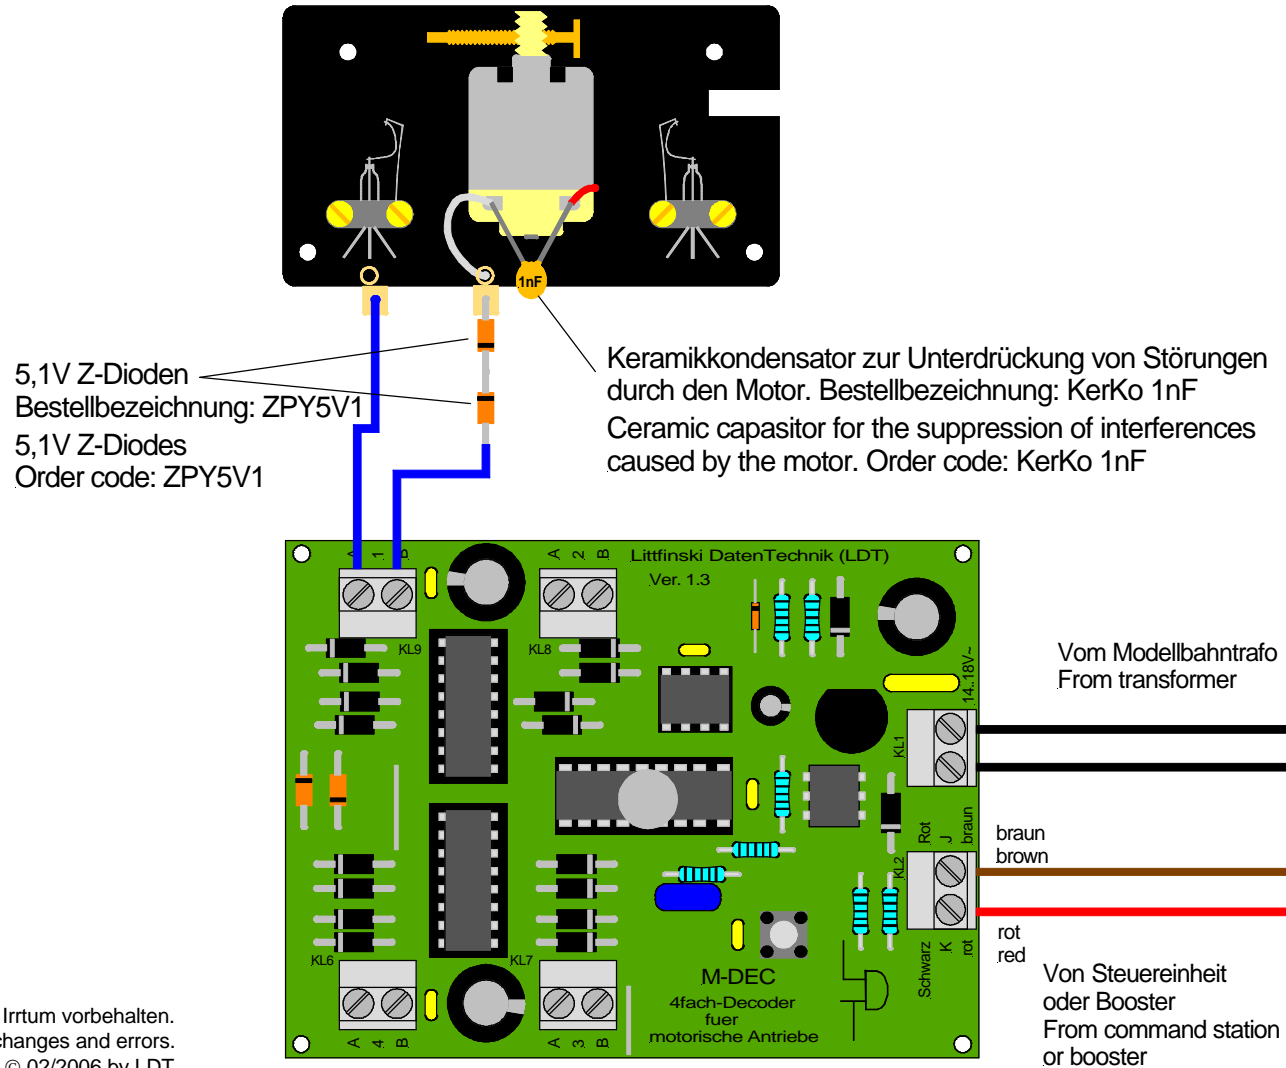 1nF
5,1V Z-Dioden
Bestellbezeichnung: ZPY5V1
5,1V Z-Diodes
Order code: ZPY5V1
Keramikkondensator zur Unterdrückung von Störungen
durch den Motor. Bestellbezeichnung: KerKo 1nF
Ceramic capasitor for the suppression of interferences
caused by the motor. Order code: KerKo 1nF
A 1 B
A 2 B
Littfinski DatenTechnik (LDT)
Ver. 1.3
KL9
KL8
14..18V~
Vom Modellbahntrafo
From transformer
KL1
Rot J braun
braun
brown
KL2
rot
red
Schwarz K rot
KL6
KL7
M-DEC
4fach-Decoder
fuer
motorische Antriebe
A 4 B
A 3 B
Von Steuereinheit
oder Booster
From command station
or booster
Irrtum vorbehalten.
changes and errors.
© 02/2006 by LDT